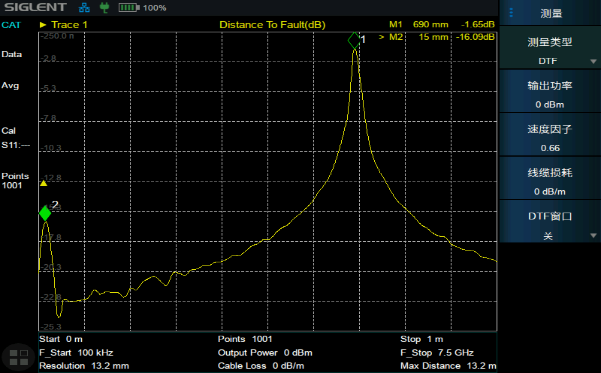 SIGLENT 100%
CAT
Trace 1 Distance To Fault(dB) M1 690 mm -1.65dB
> M2 15 mm -16.09dB
Data
Avg
Cal
S11:---
Points
1001
1
2
-2.8
-5.3
-7.8
-10.3
-12.8
-17.8
-20.3
-22.8
-25.3
Start 0 m Points 1001 Stop 1 m
F_Start 100 kHz Output Power 0 dBm F_Stop 7.5 GHz
Resolution 13.2 mm Cable Loss 0 dB/m Max Distance 13.2 m
测量
测量类型
DTF
输出功率
0 dBm
速度因子
0.66
线缆损耗
0 dB/m
DTF窗口
关